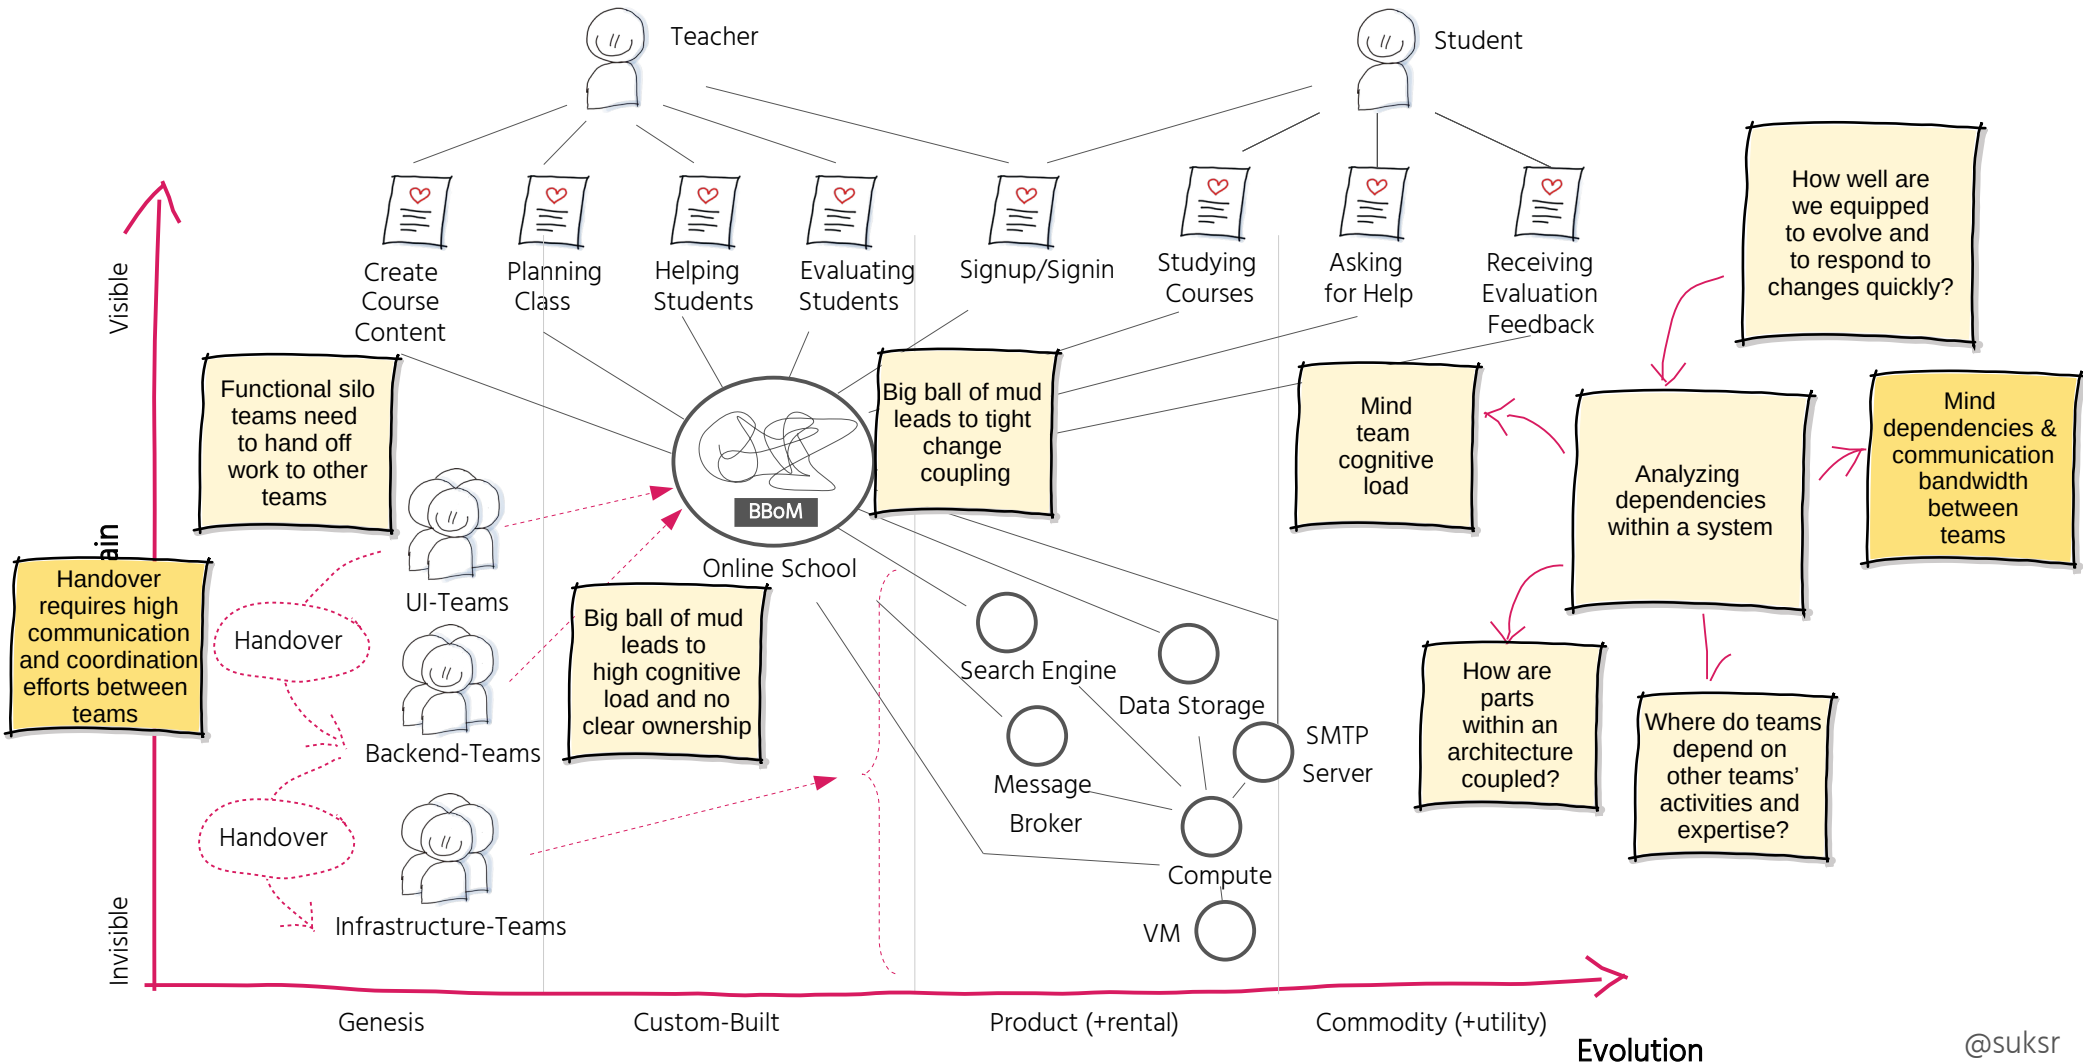 Teacher
Student
Create
Course
Content
Planning
Class
Helping
Students
Evaluating
Students
Signup/Signin
Studying
Courses
Asking
for Help
Receiving
Evaluation
Feedback
How well are
we equipped
to evolve and
to respond to
changes quickly?
Visible
Functional silo
teams need
to hand off
work to other
teams
Big ball of mud
leads to tight
change
coupling
Mind
team
cognitive
load
Analyzing
dependencies
within a system
Mind
dependencies &
communication
bandwidth
between
teams
BBoM
Online School
ain
Handover
requires high
communication
and coordination
efforts between
teams
UI-Teams
Handover
Backend-Teams
Handover
Infrastructure-Teams
Big ball of mud
leads to
high cognitive
load and no
clear ownership
Search Engine
Data Storage
SMTP
Server
Message
Broker
Compute
VM
How are
parts
within an
architecture
coupled?
Where do teams
depend on
other teams’
activities and
expertise?
Invisible
Genesis
Custom-Built
Product (+rental)
Commodity (+utility)
Evolution
@suksr